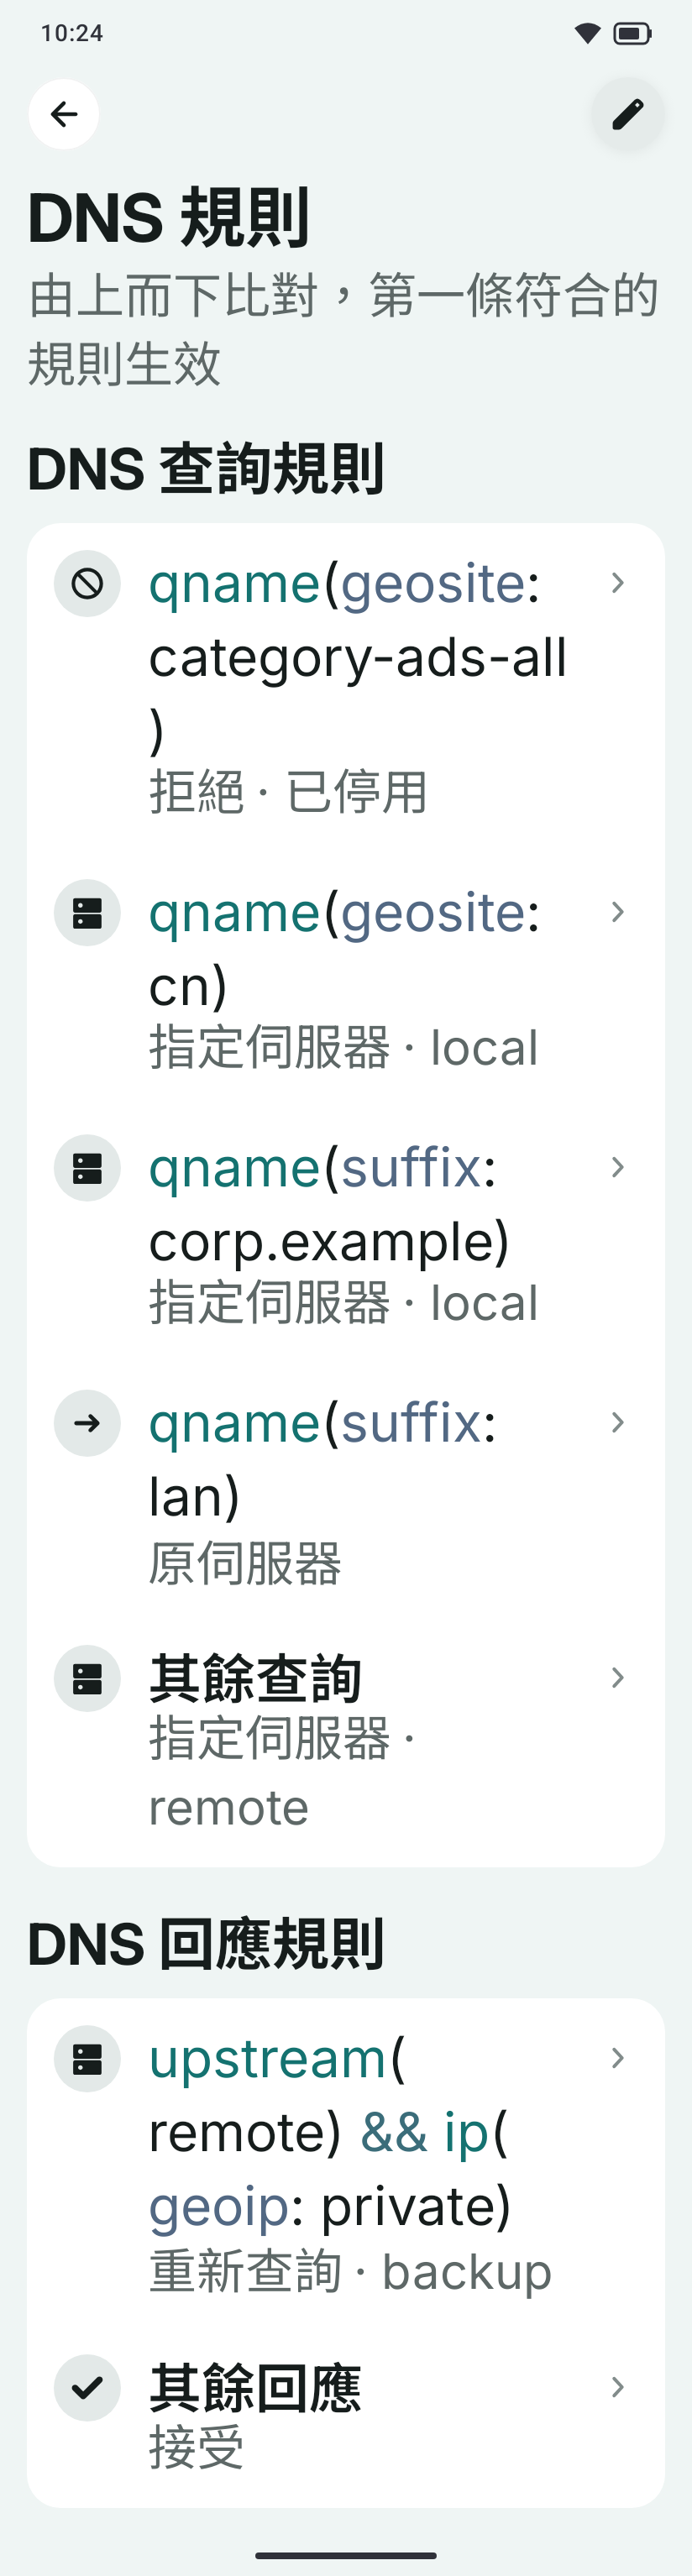 10:24
DNS 規則
由上而下比對，第一條符合的
規則生效
DNS 查詢規則
qname(geosite:
category-ads-all
)
拒絕 · 已停用
qname(geosite:
cn)
指定伺服器 · local
qname(suffix:
corp.example)
指定伺服器 · local
qname(suffix:
lan)
原伺服器
其餘查詢
指定伺服器 ·
remote
DNS 回應規則
upstream(
remote) && ip(
geoip: private)
重新查詢 · backup
其餘回應
接受